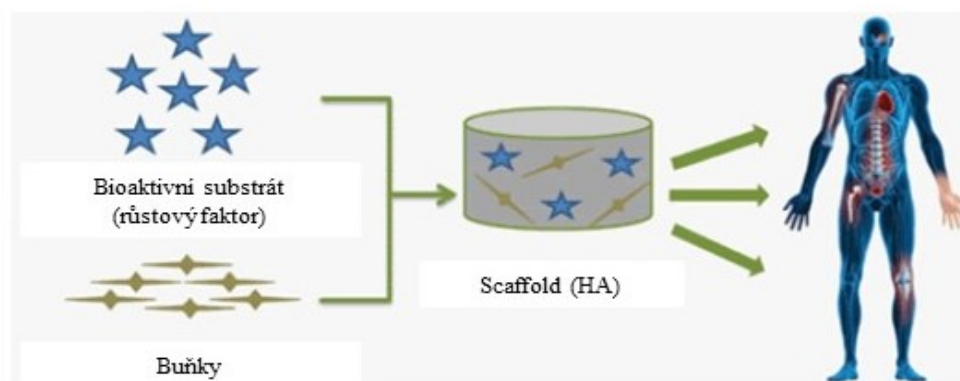 Bioaktivní substrát
(růstový faktor)
Scaffold (HA)
Buňky